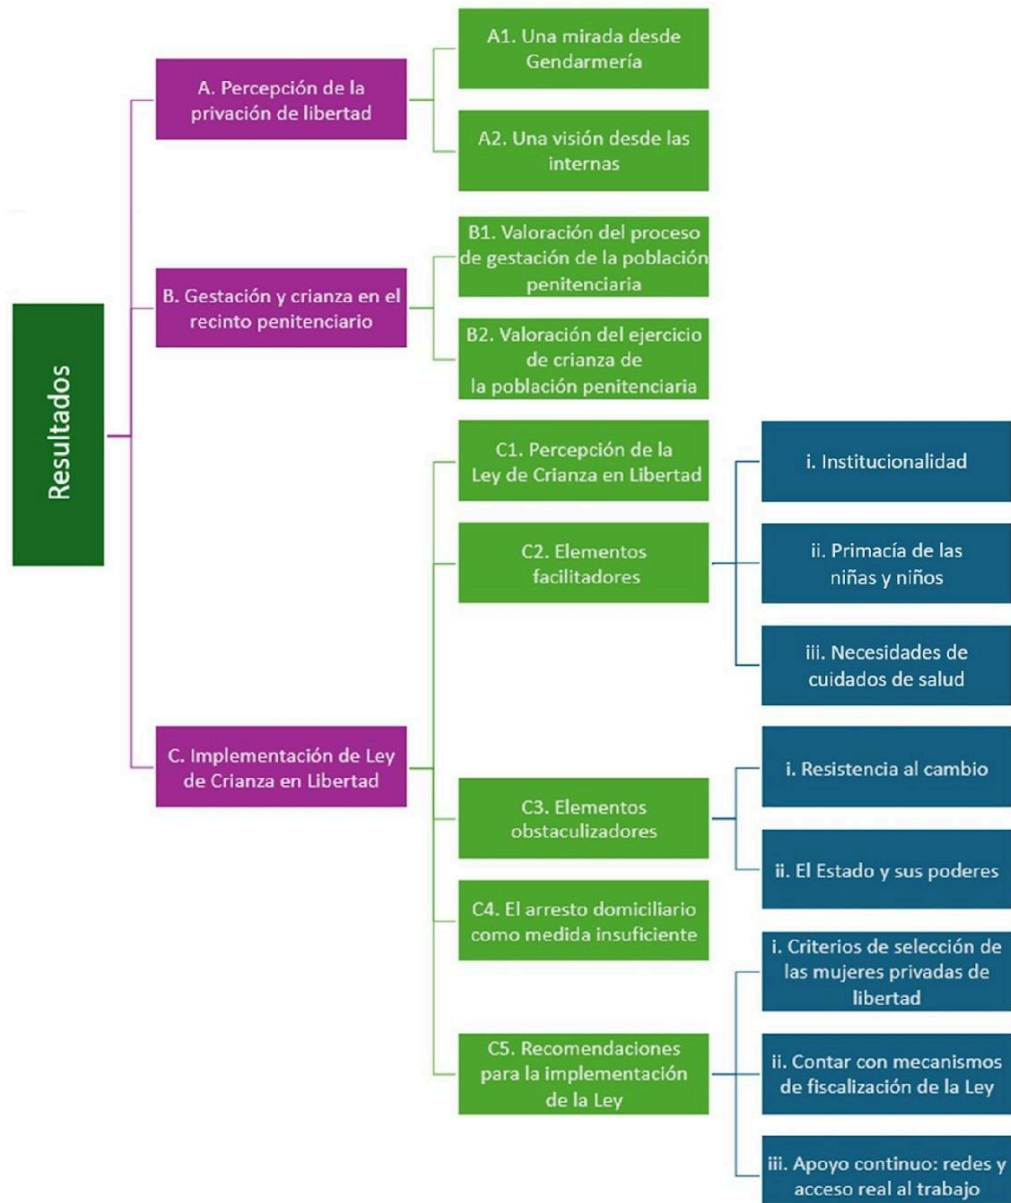 Resultados
A. Percepción de la
privación de libertad
A1. Una mirada desde
Gendarmería
A2. Una visión desde las
internas
B. Gestación y crianza en el
recinto penitenciario
B1. Valoración del proceso
de gestación de la población
penitenciaria
B2. Valoración del ejercicio
de crianza de
la población penitenciaria
C. Implementación de Ley
de Crianza en Libertad
C1. Percepción de la
Ley de Crianza en Libertad
C2. Elementos
facilitadores
i. Institucionalidad
ii. Primacía de las
niñas y niños
iii. Necesidades de
cuidados de salud
C3. Elementos
obstaculizadores
i. Resistencia al cambio
ii. El Estado y sus poderes
C4. El arresto domiciliario
como medida insuficiente
C5. Recomendaciones
para la implementación
de la Ley
i. Criterios de selección de
las mujeres privadas de
libertad
ii. Contar con mecanismos
de fiscalización de la Ley
iii. Apoyo continuo: redes y
acceso real al trabajo